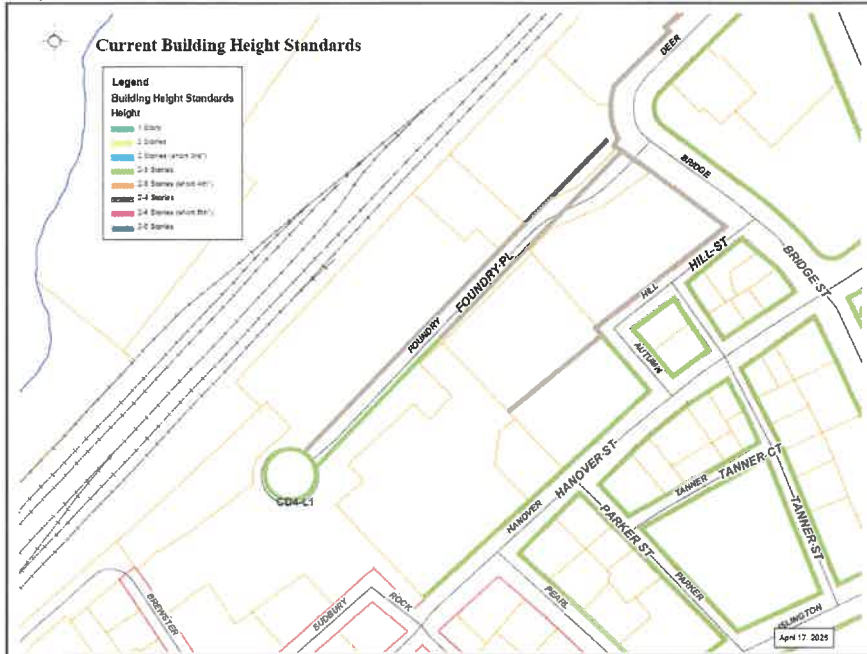 Current Building Height Standards
Legend
Building Height Standards
Height
1 Story
2 Stories
2 Stories (short 3rd)
2-3 Stories
2-3 Stories (short 4th)
2-4 Stories
2-4 Stories (short 5th)
2-5 Stories
DEER
BRIDGE
BRIDGE ST
HILL ST
HILL
FOUNDRY PL
FOUNDRY
AUTUMN
HANOVER ST
HANOVER
TANNER CT
TANNER
TANNER ST
PARKER ST
PARKER
PEARL
ISLINGTON
CD4-L1
BREWSTER
SUDBURY
ROCK
April 17, 2025